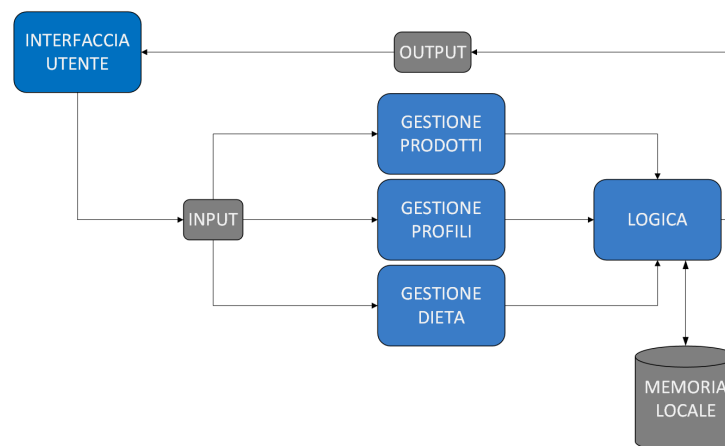 INTERFACCIA
UTENTE
OUTPUT
GESTIONE
PRODOTTI
INPUT
GESTIONE
PROFILI
LOGICA
GESTIONE
DIETA
MEMORIA
LOCALE